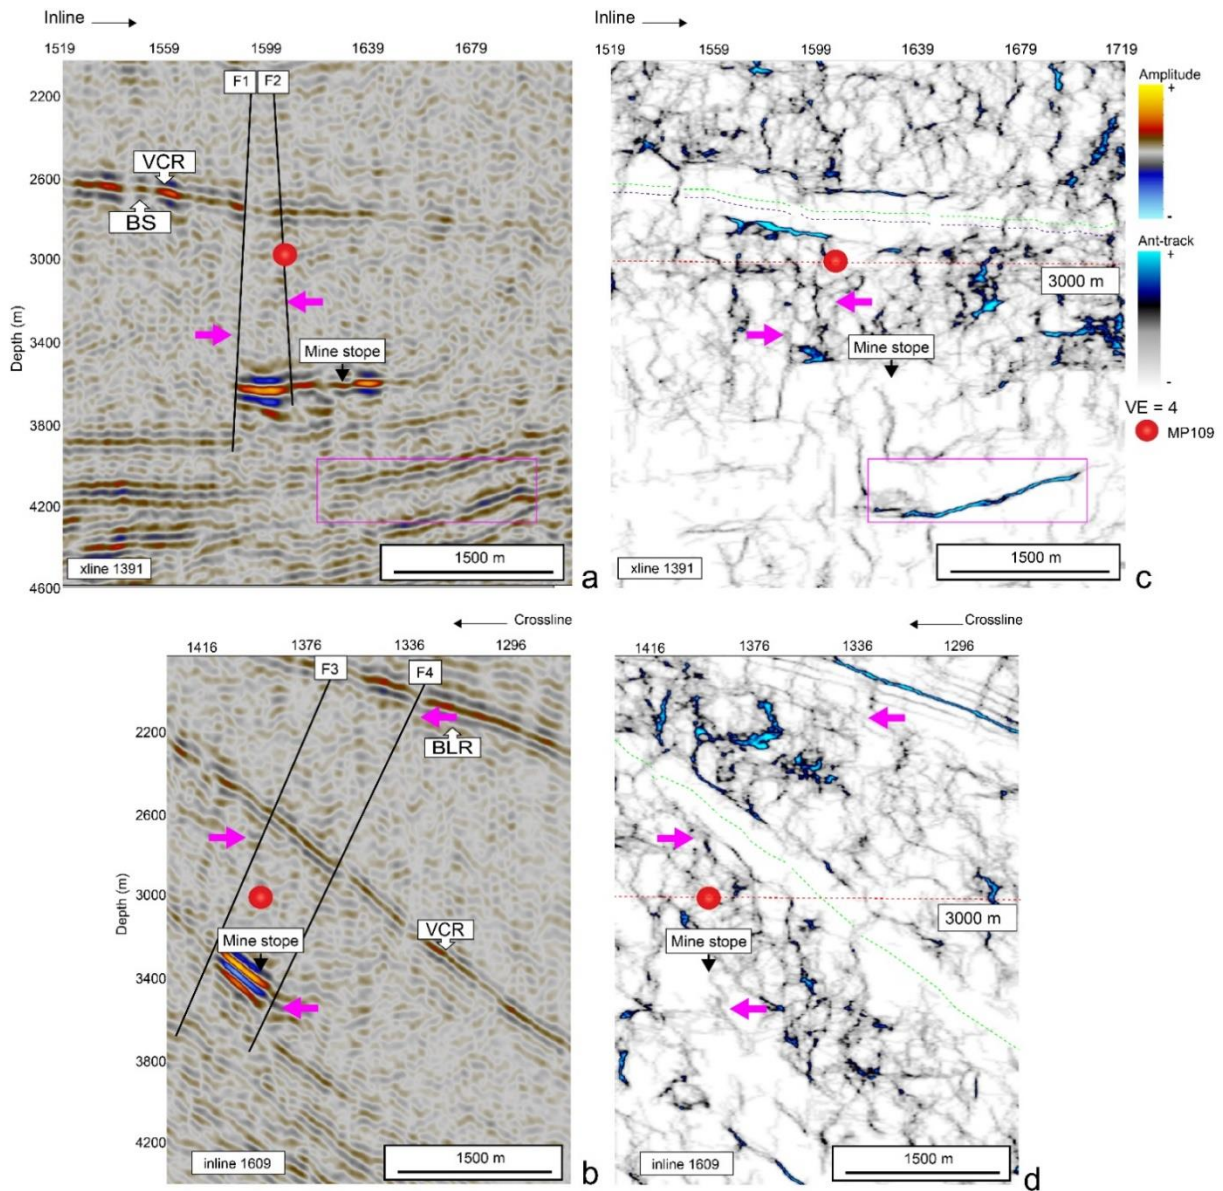 Inline
1519 1559 1599 1639 1679
F1 F2
2200
VCR
2600
BS
3000
Depth (m)
3400
Mine stope
3800
4200
1500 m
xline 1391
4600
a
Inline
1519 1559 1599 1639 1679 1719
3000 m
Mine stope
1500 m
xline 1391
c
Amplitude
+
-
Ant-track
+
-
VE = 4
MP109
Crossline
1416 1376 1336 1296
F3 F4
2200
BLR
2600
3000
Depth (m)
VCR
Mine stope
3400
3800
4200
1500 m
inline 1609
b
Crossline
1416 1376 1336 1296
3000 m
Mine stope
1500 m
inline 1609
d